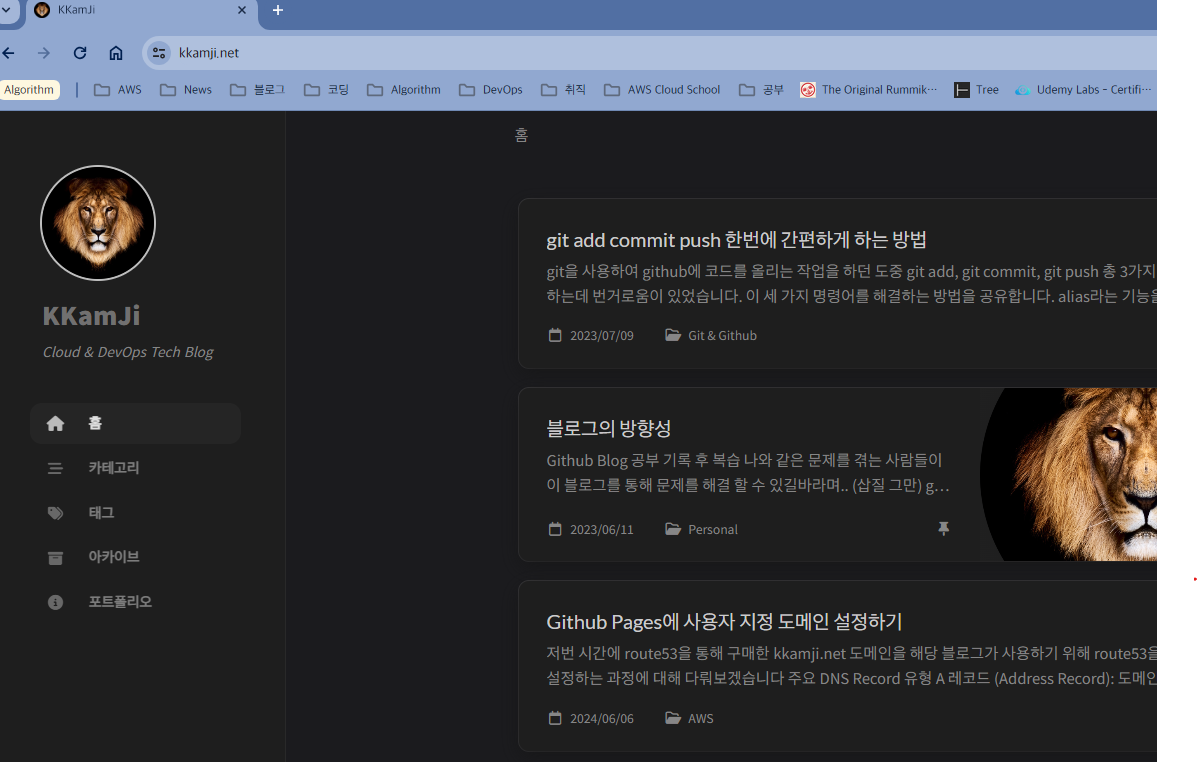 KKamJi
kkamji.net
Algorithm
AWS
News
블로그
코딩
Algorithm
DevOps
취직
AWS Cloud School
공부
The Original Rummik…
Tree
Udemy Labs - Certifi…
홈
KKamJi
Cloud & DevOps Tech Blog
홈
카테고리
태그
아카이브
포트폴리오
git add commit push 한번에 간편하게 하는 방법
git을 사용하여 github에 코드를 올리는 작업을 하던 도중 git add, git commit, git push 총 3가지
하는데 번거로움이 있었습니다. 이 세 가지 명령어를 해결하는 방법을 공유합니다. alias라는 기능을
2023/07/09
Git & Github
블로그의 방향성
Github Blog 공부 기록 후 복습 나와 같은 문제를 겪는 사람들이
이 블로그를 통해 문제를 해결 할 수 있길바라며.. (삽질 그만) g…
2023/06/11
Personal
Github Pages에 사용자 지정 도메인 설정하기
저번 시간에 route53을 통해 구매한 kkamji.net 도메인을 해당 블로그가 사용하기 위해 route53을
설정하는 과정에 대해 다뤄보겠습니다 주요 DNS Record 유형 A 레코드 (Address Record): 도메인
2024/06/06
AWS